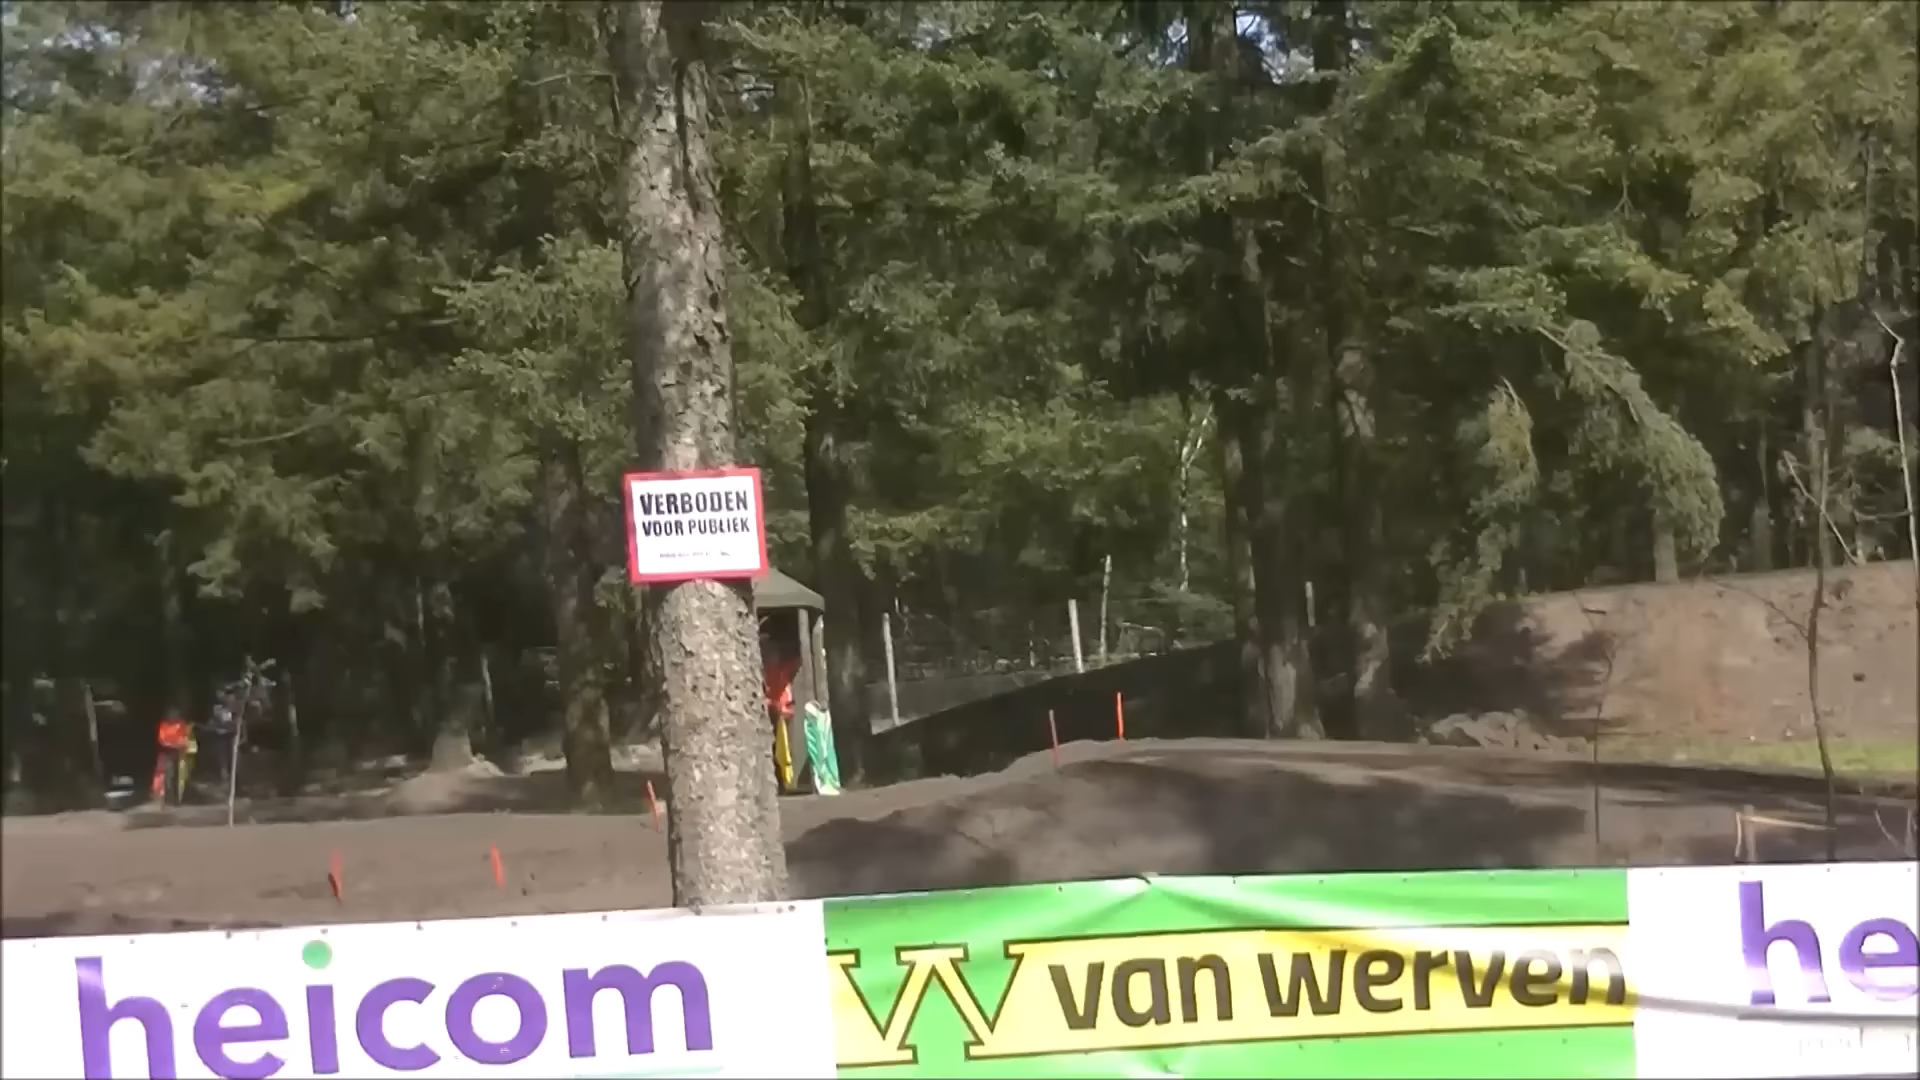 VERBODEN
VOOR PUBLIEK
heicom
van werven
he